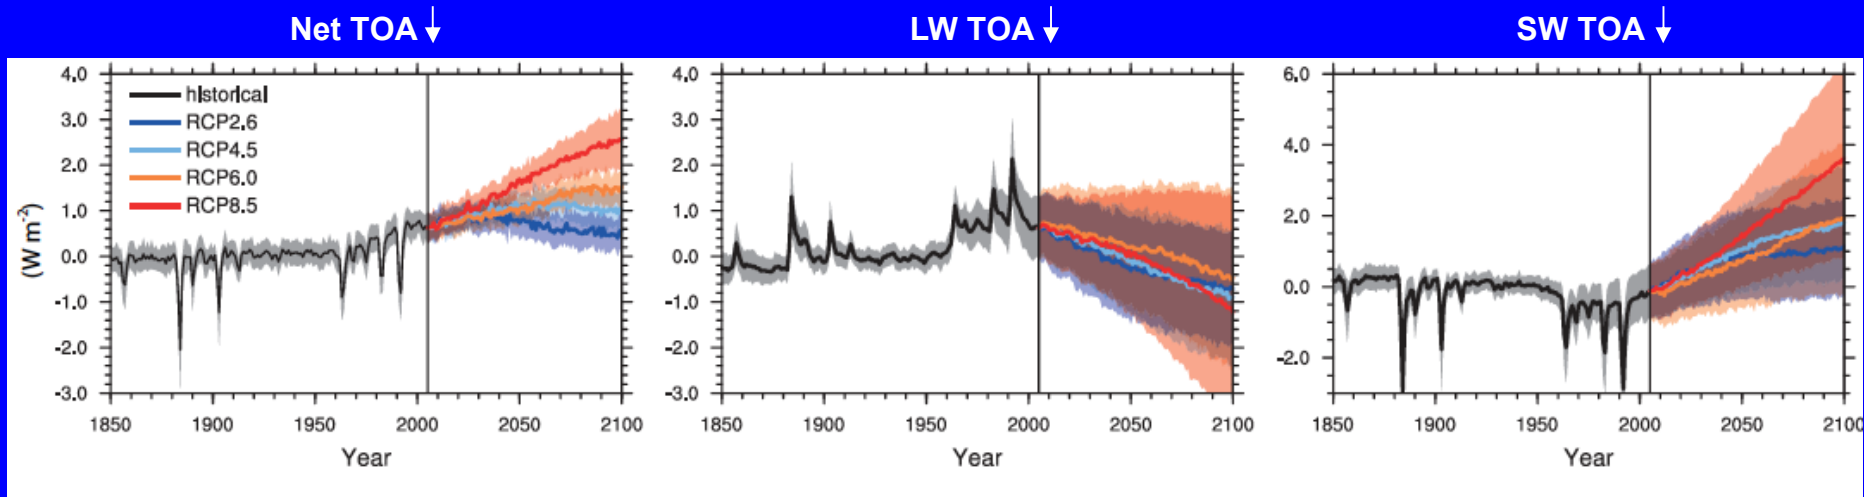 Net TOA ↓
LW TOA ↓
SW TOA ↓
(W m-2)
4.0
3.0
2.0
1.0
0.0
-1.0
-2.0
-3.0
historical
RCP2.6
RCP4.5
RCP6.0
RCP8.5
1850 1900 1950 2000 2050 2100
Year
4.0
3.0
2.0
1.0
0.0
-1.0
-2.0
-3.0
1850 1900 1950 2000 2050 2100
Year
6.0
4.0
2.0
0.0
-2.0
1850 1900 1950 2000 2050 2100
Year